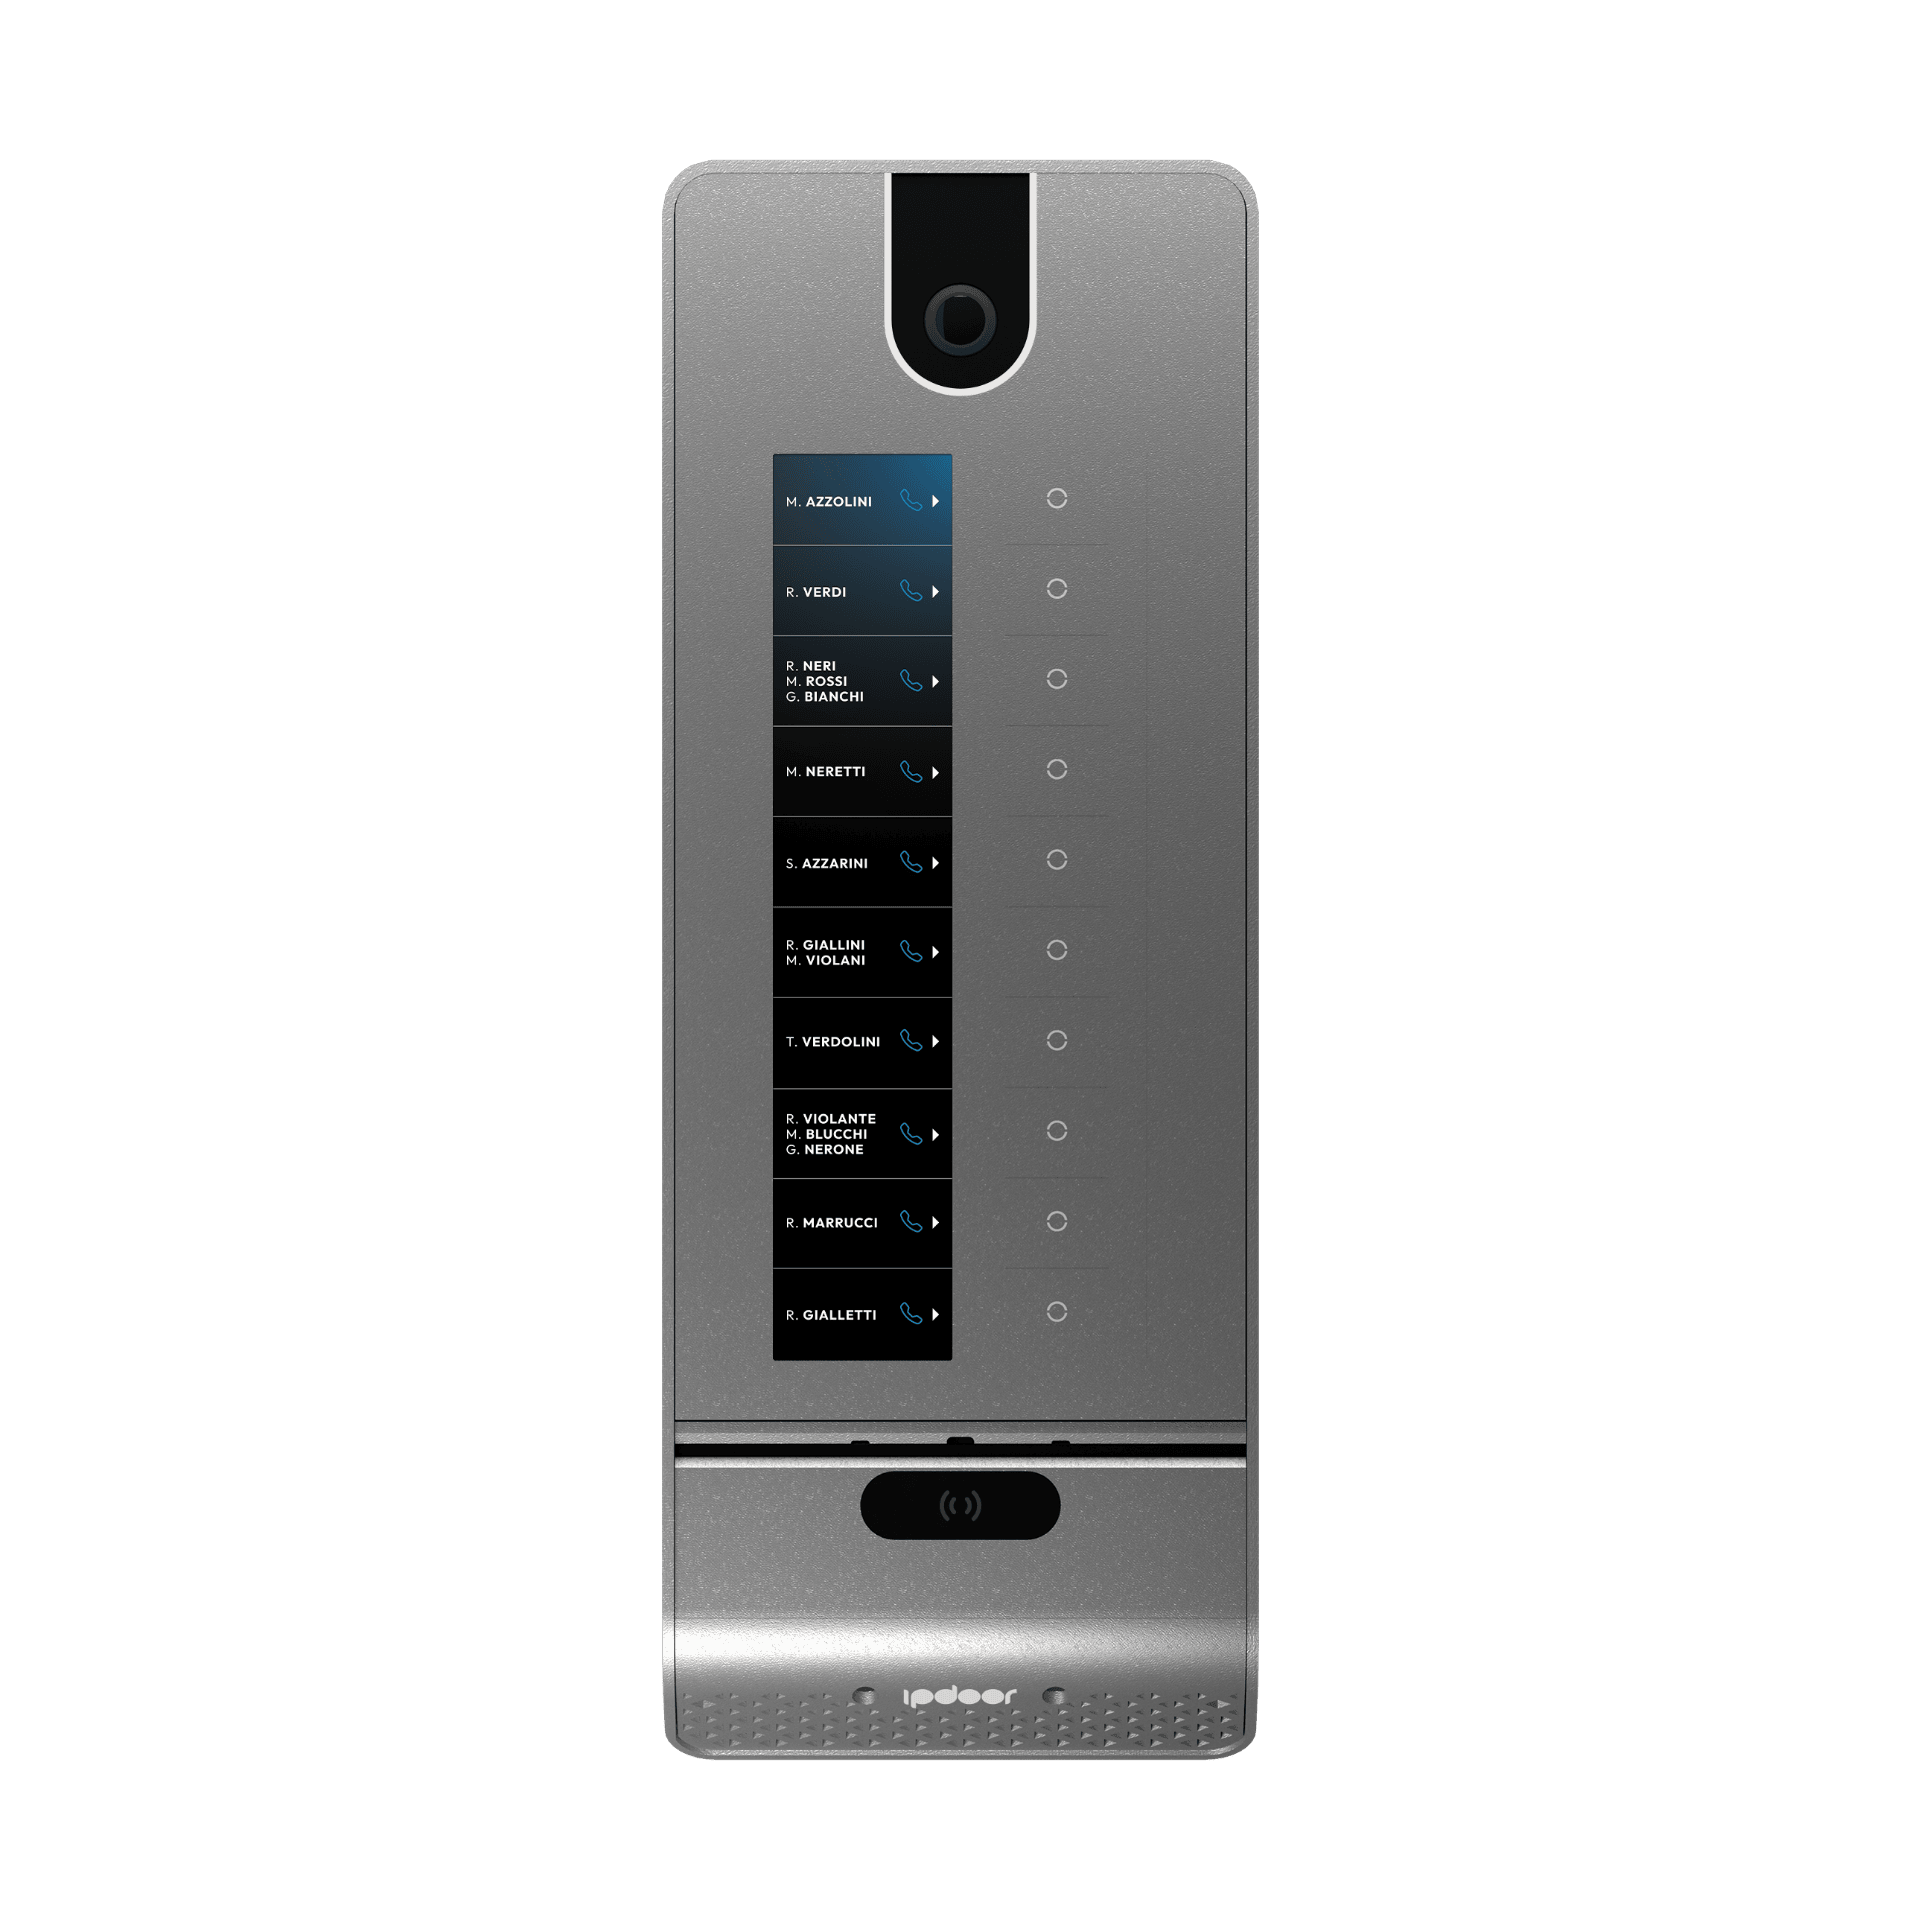 M. AZZOLINI
R. VERDI
R. NERI
M. ROSSI
G. BIANCHI
M. NERETTI
S. AZZARINI
R. GIALLINI
M. VIOLANI
T. VERDOLINI
R. VIOLANTE
M. BLUCCHI
G. NERONE
R. MARRUCCI
R. GIALLETTI
ipdoor